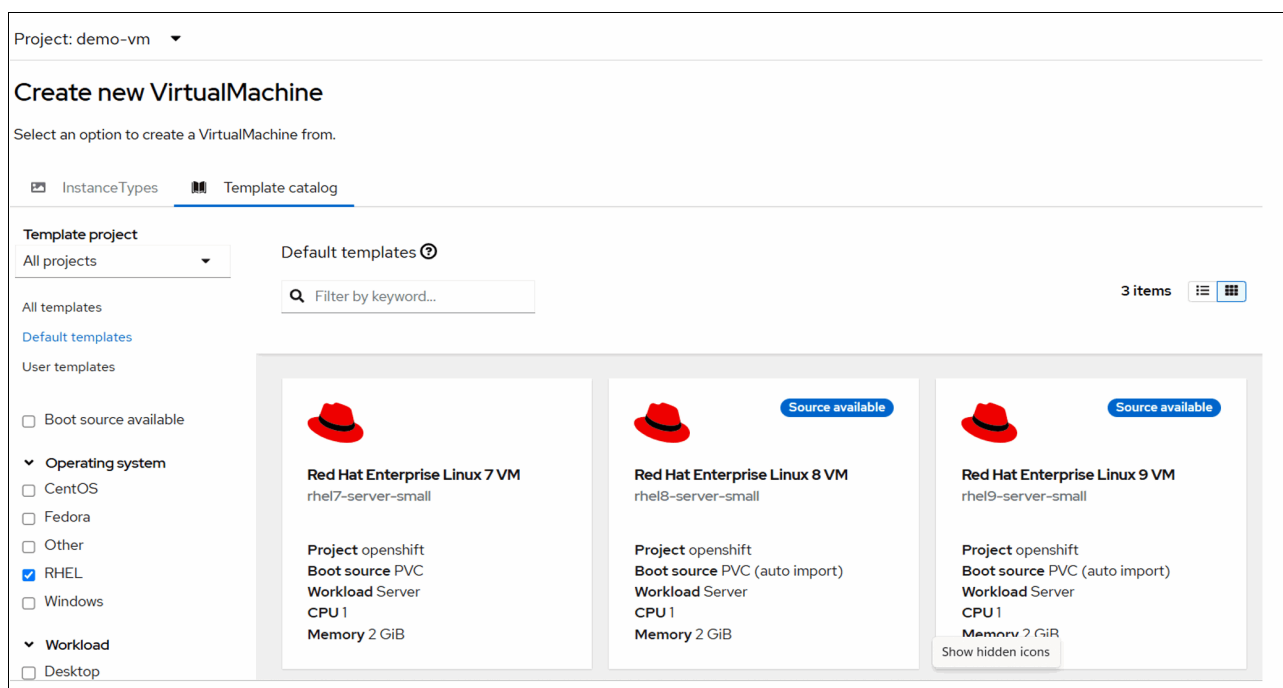 Project: demo-vm
Create new VirtualMachine
Select an option to create a VirtualMachine from.
InstanceTypes
Template catalog
Template project
All projects
All templates
Default templates
User templates
Boot source available
Operating system
CentOS
Fedora
Other
RHEL
Windows
Workload
Desktop
Default templates
Filter by keyword...
3 items
Red Hat Enterprise Linux 7 VM
rhel7-server-small
Project openshift
Boot source PVC
Workload Server
CPU 1
Memory 2 GiB
Source available
Red Hat Enterprise Linux 8 VM
rhel8-server-small
Project openshift
Boot source PVC (auto import)
Workload Server
CPU 1
Memory 2 GiB
Source available
Red Hat Enterprise Linux 9 VM
rhel9-server-small
Project openshift
Boot source PVC (auto import)
Workload Server
CPU 1
Memory 2 GiB
Show hidden icons